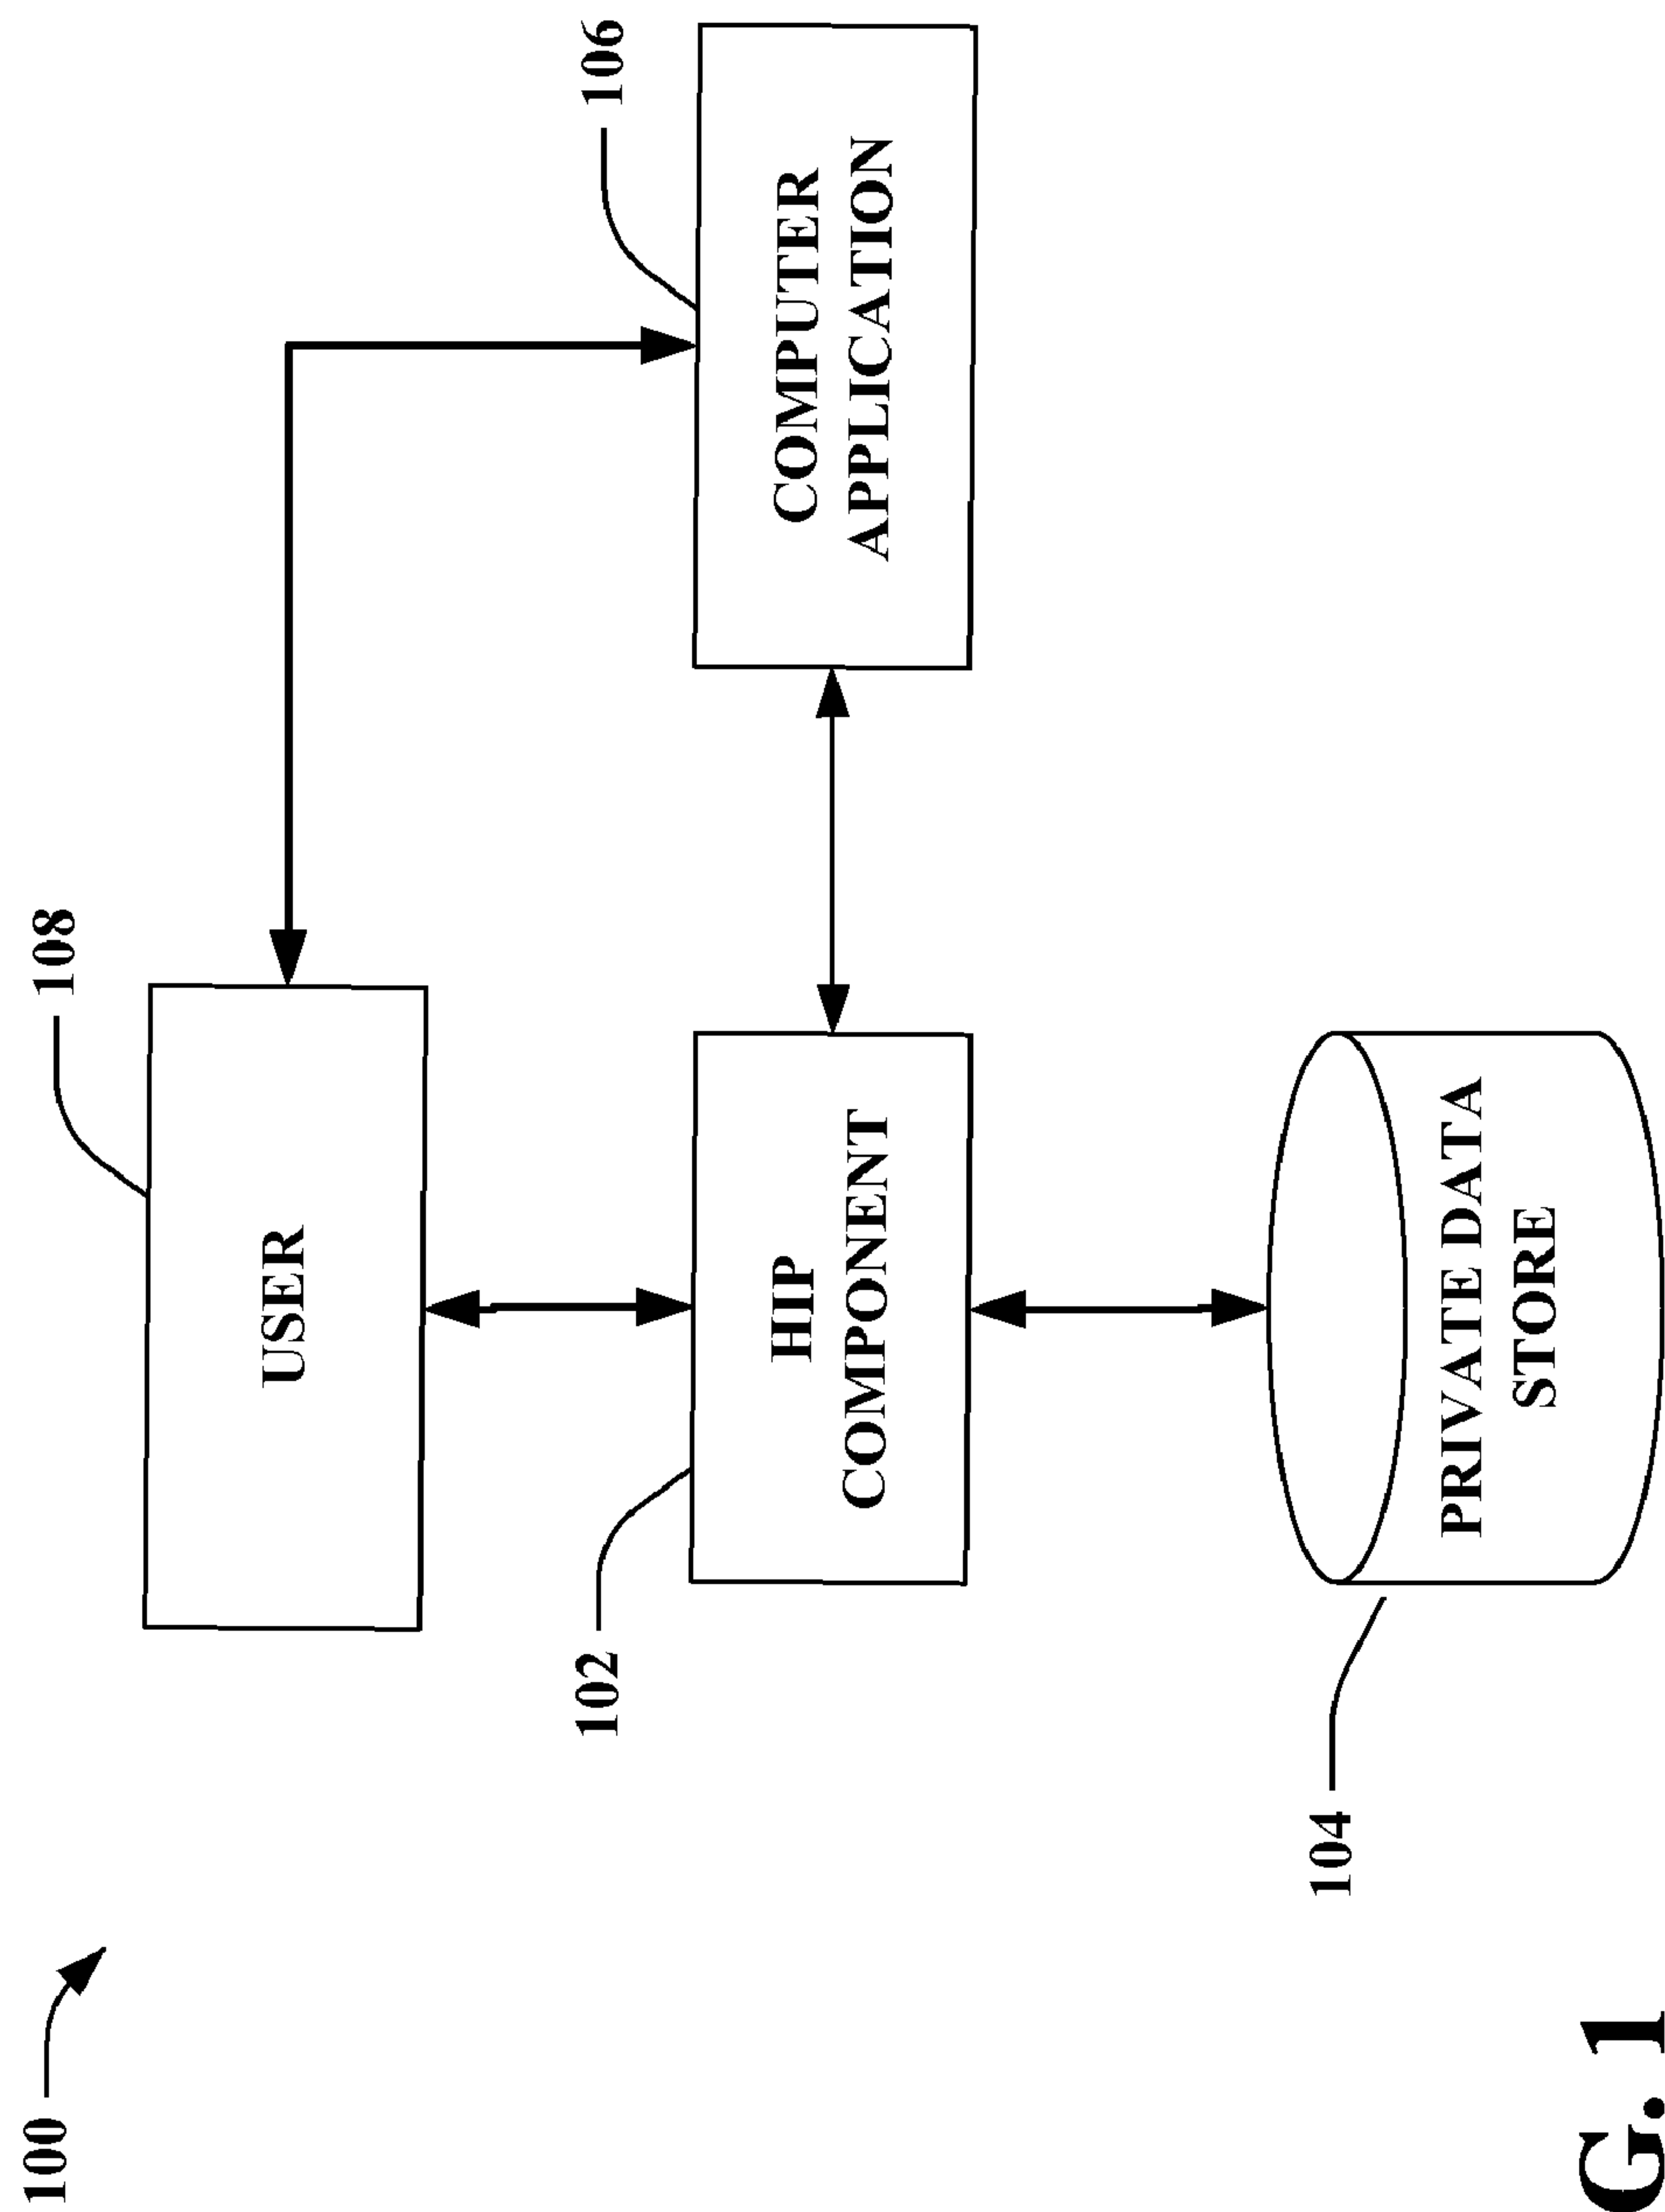 100
108
USER
106
102
HIP
COMPONENT
COMPUTER
APPLICATION
104
PRIVATE DATA
STORE
G. 1